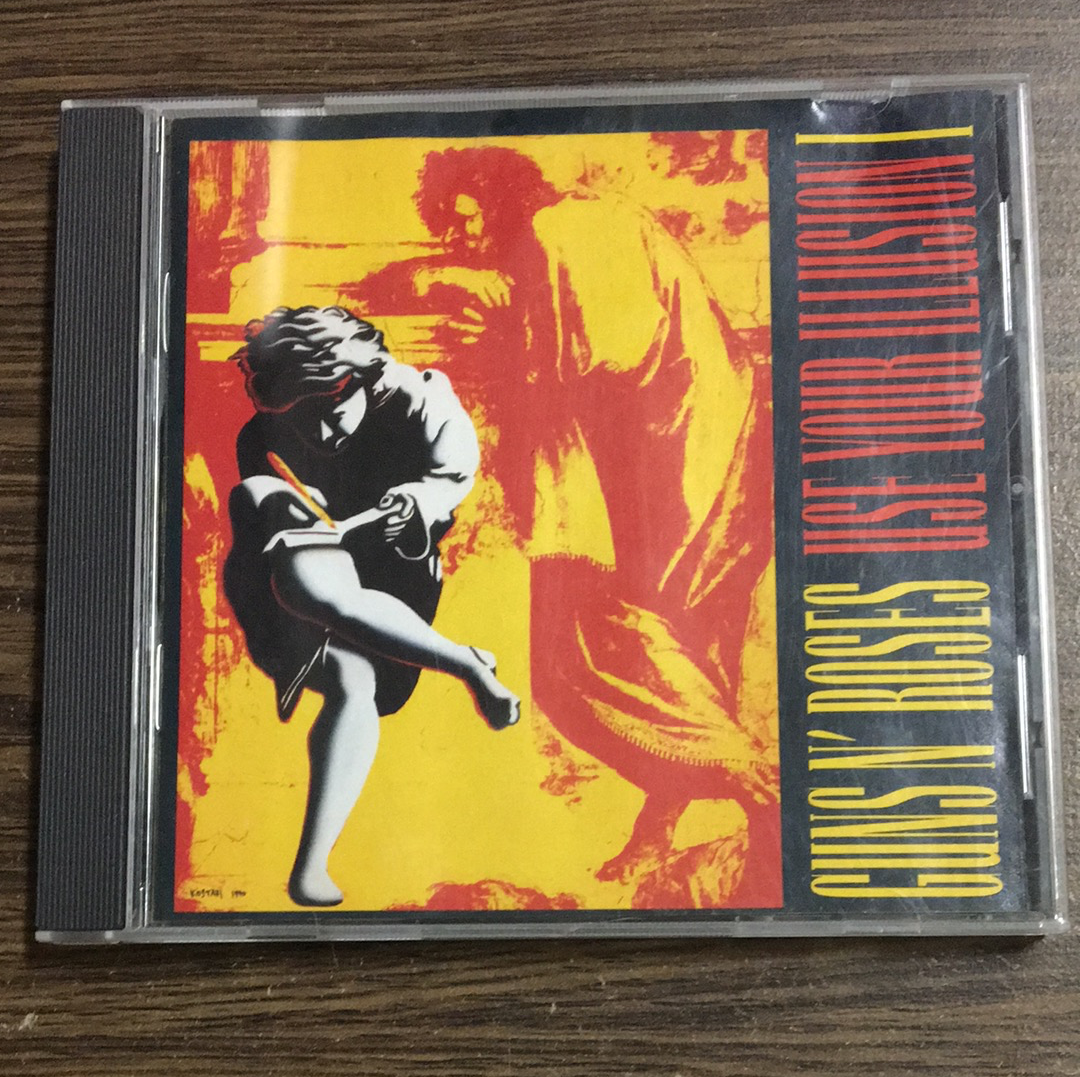 GUNS N' ROSES USE YOUR ILLUSION I
KOSTABI 1990